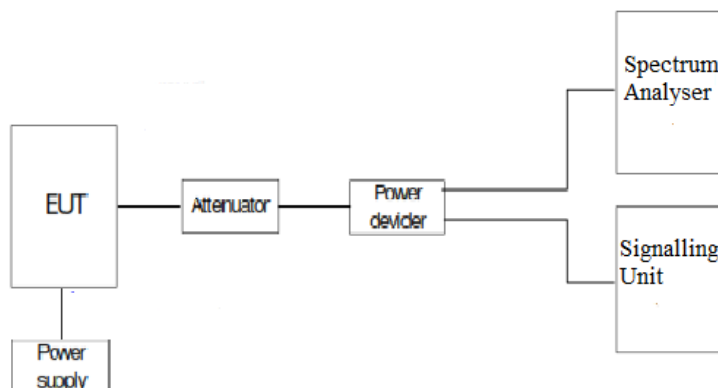 Spectrum
Analyser
EUT
Attenuator
Power
devider
Signalling
Unit
Power
supply